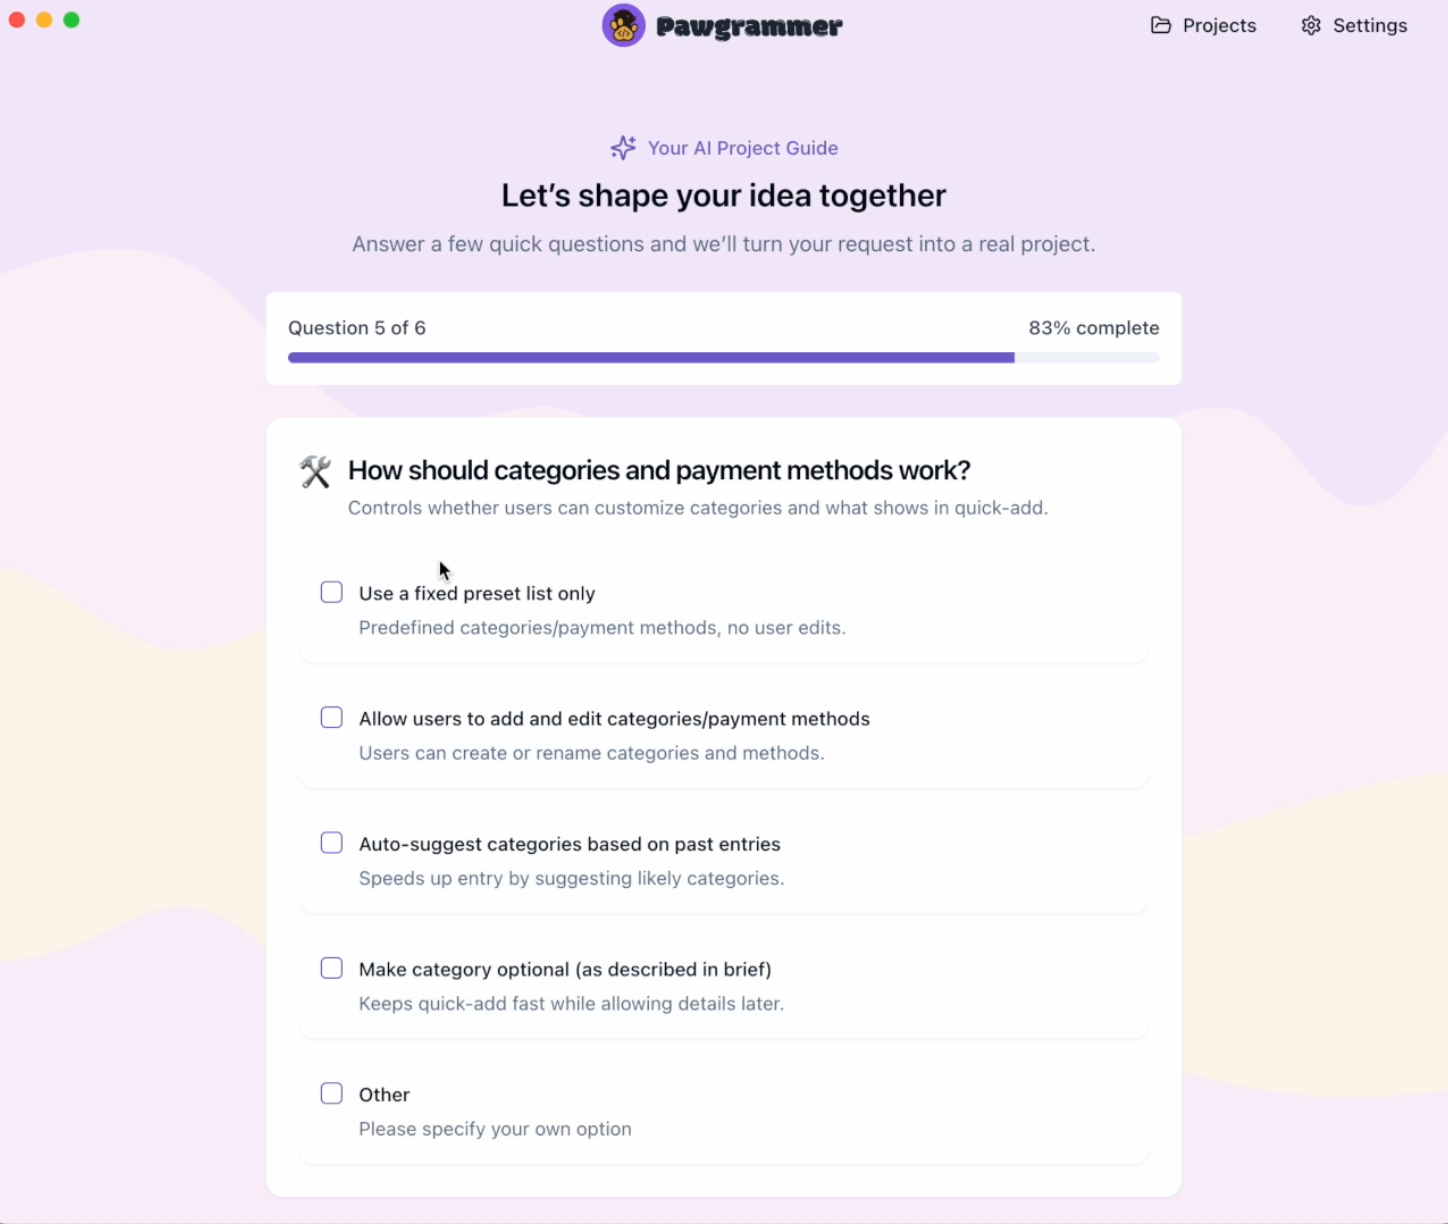 Pawgrammer
Projects
Settings
Your AI Project Guide
Let's shape your idea together
Answer a few quick questions and we'll turn your request into a real project.
Question 5 of 6
83% complete
How should categories and payment methods work?
Controls whether users can customize categories and what shows in quick-add.
Use a fixed preset list only
Predefined categories/payment methods, no user edits.
Allow users to add and edit categories/payment methods
Users can create or rename categories and methods.
Auto-suggest categories based on past entries
Speeds up entry by suggesting likely categories.
Make category optional (as described in brief)
Keeps quick-add fast while allowing details later.
Other
Please specify your own option